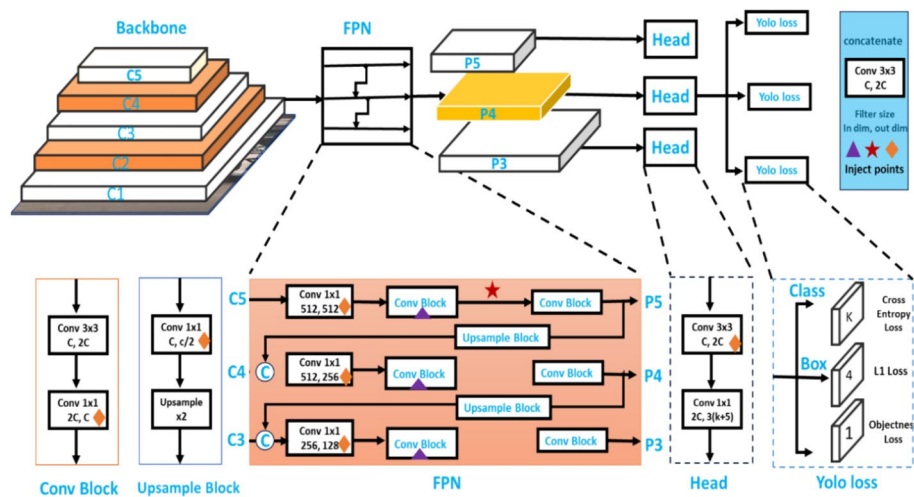 Backbone
C5
C4
C3
C2
C1
FPN
P5
P4
P3
Head
Head
Head
Yolo loss
Yolo loss
Yolo loss
concatenate
Conv 3x3
C, 2C
Filter size
In dim, out dim
Inject points
Conv 3x3
C, 2C
Conv 1x1
2C, C
Conv Block
Conv 1x1
C, c/2
Upsample
x2
Upsample Block
C5
Conv 1x1
512, 512
Conv Block
Conv Block
P5
Upsample Block
C4
C
Conv 1x1
512, 256
Conv Block
Conv Block
P4
Upsample Block
C3
C
Conv 1x1
256, 128
Conv Block
Conv Block
P3
FPN
Conv 3x3
C, 2C
Conv 1x1
2C, 3(k+5)
Head
Class
K
Cross
Entropy
Loss
Box
4
L1 Loss
1
Objectnes
Loss
Yolo loss